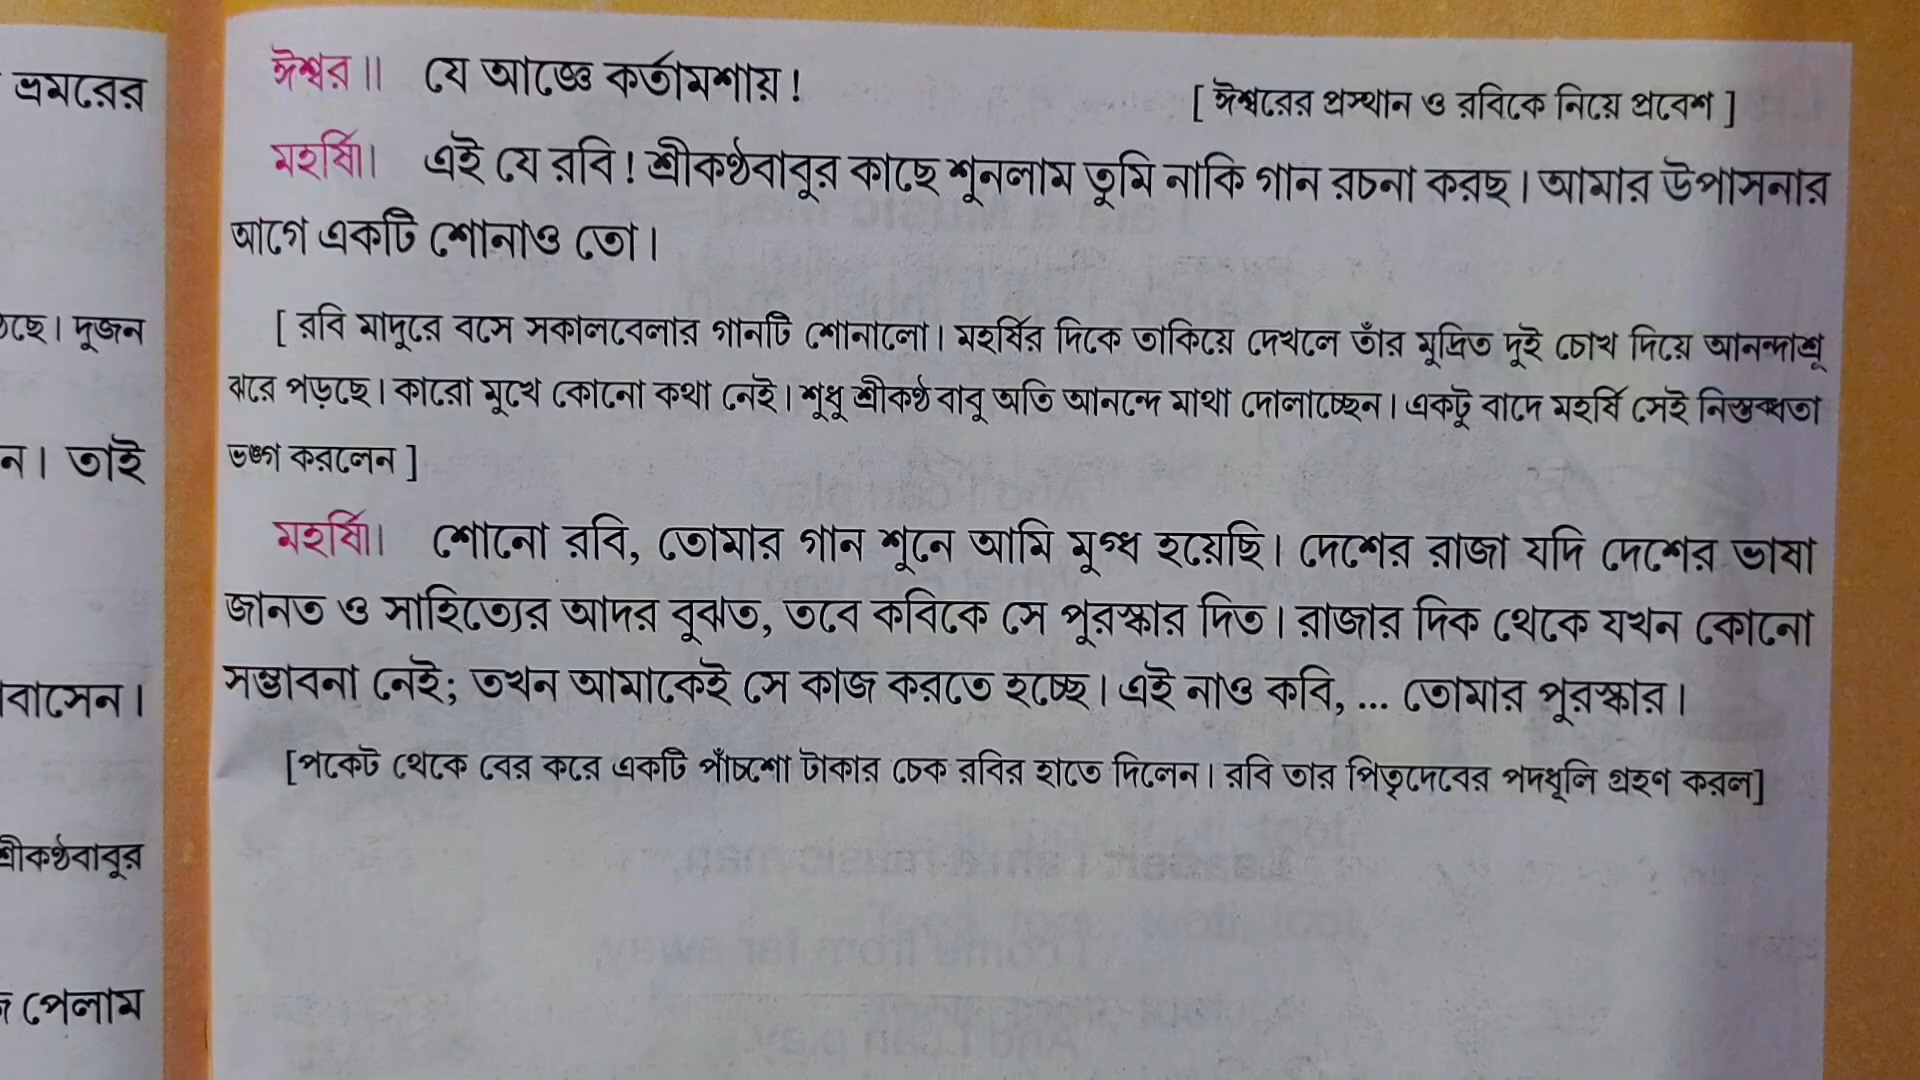 ভ্রমরের
দুজন
ন। তাই
বাসেন।
শ্রীকণ্ঠবাবুর
পেলাম
ঈশ্বর॥ যে আজ্ঞে কর্তামশায়!
[ ঈশ্বরের প্রস্থান ও রবিকে নিয়ে প্রবেশ ]
মহর্ষি॥ এই যে রবি! শ্রীকণ্ঠবাবুর কাছে শুনলাম তুমি নাকি গান রচনা করছ। আমার উপাসনার
আগে একটি শোনাও তো।
[ রবি মাদুরে বসে সকালবেলার গানটি শোনালো। মহর্ষির দিকে তাকিয়ে দেখলে তাঁর মুদ্রিত দুই চোখ দিয়ে আনন্দাশ্রু
ঝরে পড়ছে। কারো মুখে কোনো কথা নেই। শুধু শ্রীকণ্ঠ বাবু অতি আনন্দে মাথা দোলাচ্ছেন। একটু বাদে মহর্ষি সেই নিস্তব্ধতা
ভঙ্গ করলেন ]
মহর্ষি॥ শোনো রবি, তোমার গান শুনে আমি মুগ্ধ হয়েছি। দেশের রাজা যদি দেশের ভাষা
জানত ও সাহিত্যের আদর বুঝত, তবে কবিকে সে পুরস্কার দিত। রাজার দিক থেকে যখন কোনো
সম্ভাবনা নেই; তখন আমাকেই সে কাজ করতে হচ্ছে। এই নাও কবি, ... তোমার পুরস্কার।
[পকেট থেকে বের করে একটি পাঁচশো টাকার চেক রবির হাতে দিলেন। রবি তার পিতৃদেবের পদধূলি গ্রহণ করল]